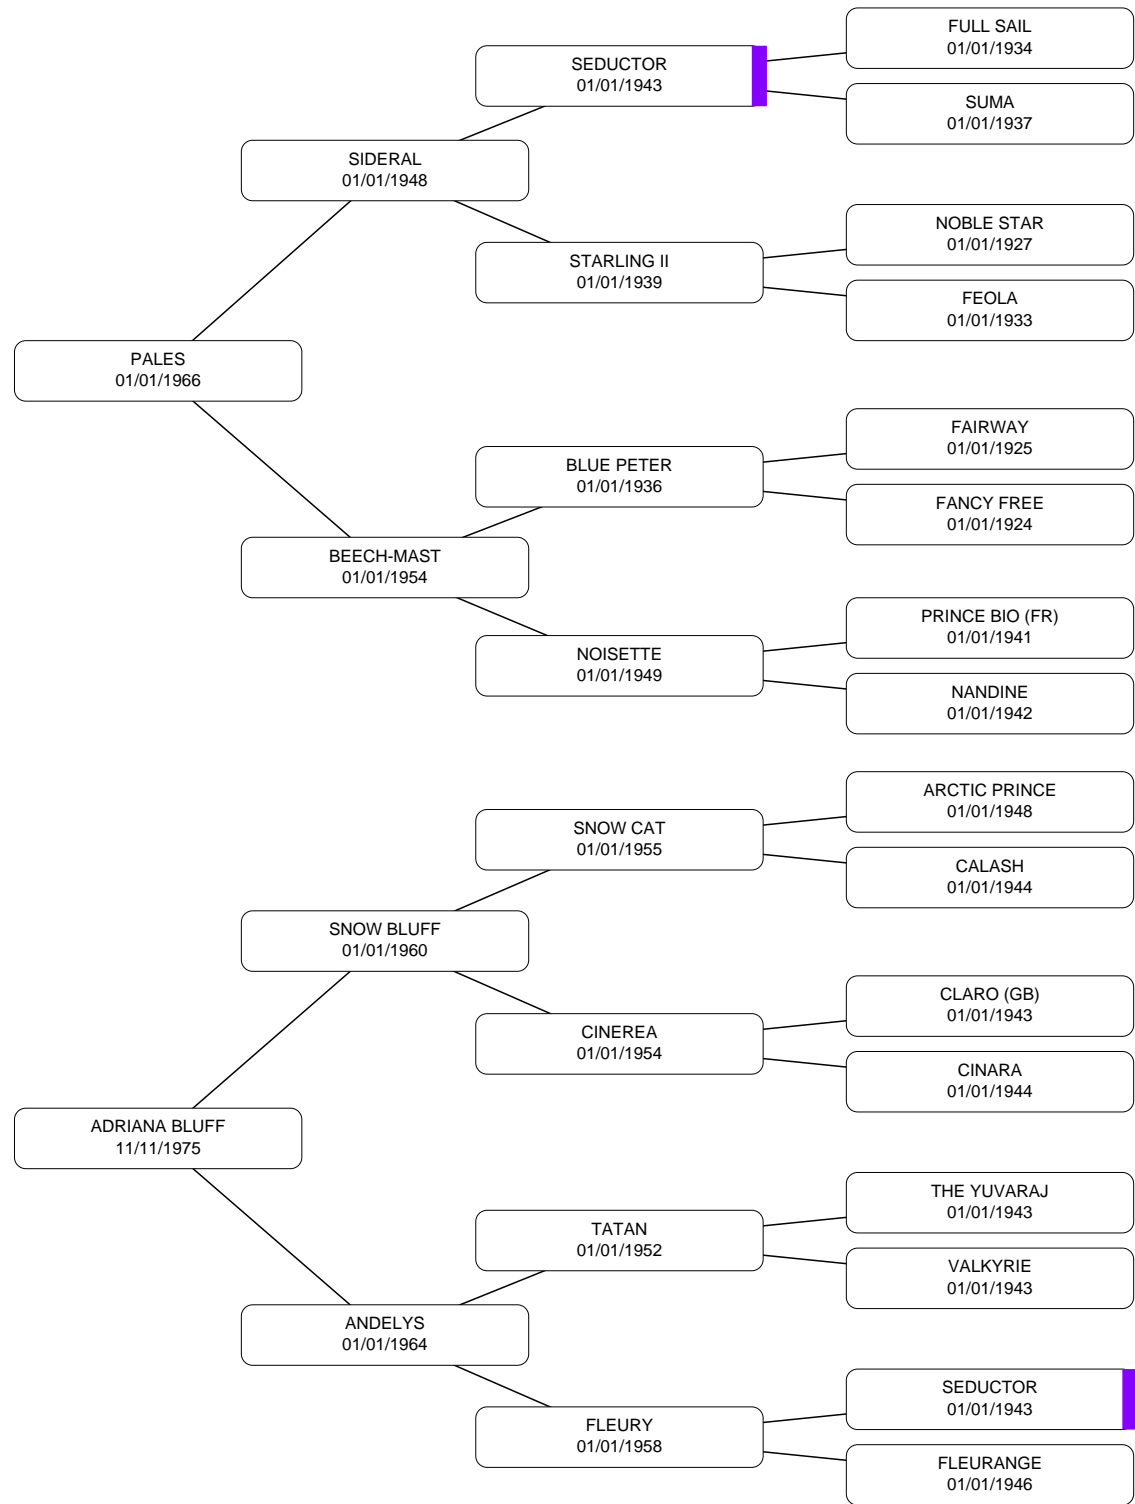 FULL SAIL
01/01/1934
SEDUCTOR
01/01/1943
SUMA
01/01/1937
SIDERAL
01/01/1948
NOBLE STAR
01/01/1927
STARLING II
01/01/1939
FEOLA
01/01/1933
PALES
01/01/1966
FAIRWAY
01/01/1925
BLUE PETER
01/01/1936
FANCY FREE
01/01/1924
BEECH-MAST
01/01/1954
PRINCE BIO (FR)
01/01/1941
NOISETTE
01/01/1949
NANDINE
01/01/1942
ARCTIC PRINCE
01/01/1948
SNOW CAT
01/01/1955
CALASH
01/01/1944
SNOW BLUFF
01/01/1960
CLARO (GB)
01/01/1943
CINEREA
01/01/1954
CINARA
01/01/1944
ADRIANA BLUFF
11/11/1975
THE YUVARAJ
01/01/1943
TATAN
01/01/1952
VALKYRIE
01/01/1943
ANDELYS
01/01/1964
SEDUCTOR
01/01/1943
FLEURY
01/01/1958
FLEURANGE
01/01/1946